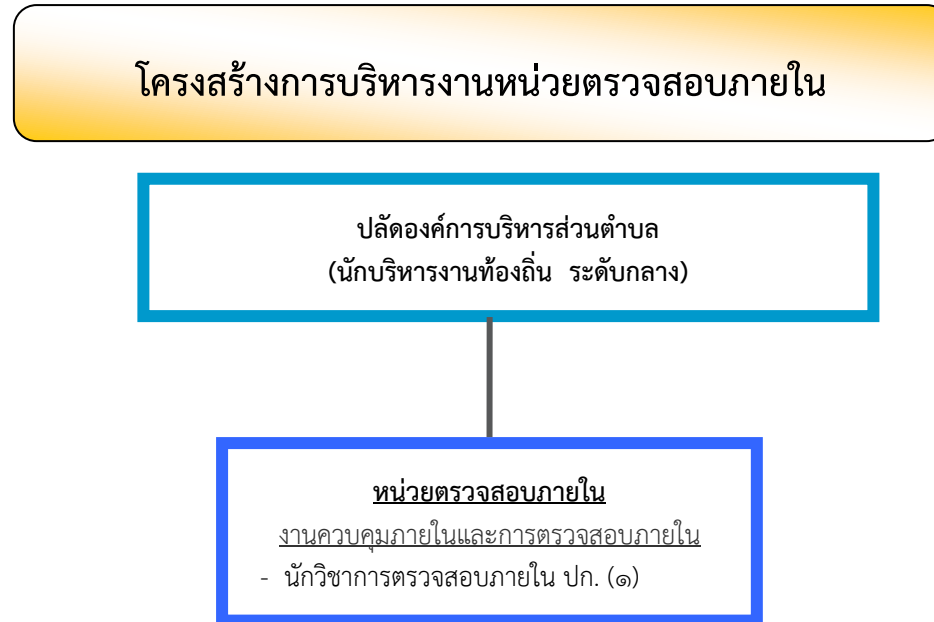 โครงสร้างการบริหารงานหน่วยตรวจสอบภายใน
ปลัดองค์การบริหารส่วนตำบล
(นักบริหารงานท้องถิ่น ระดับกลาง)
หน่วยตรวจสอบภายใน
งานควบคุมภายในและการตรวจสอบภายใน
- นักวิชาการตรวจสอบภายใน ปก. (๑)